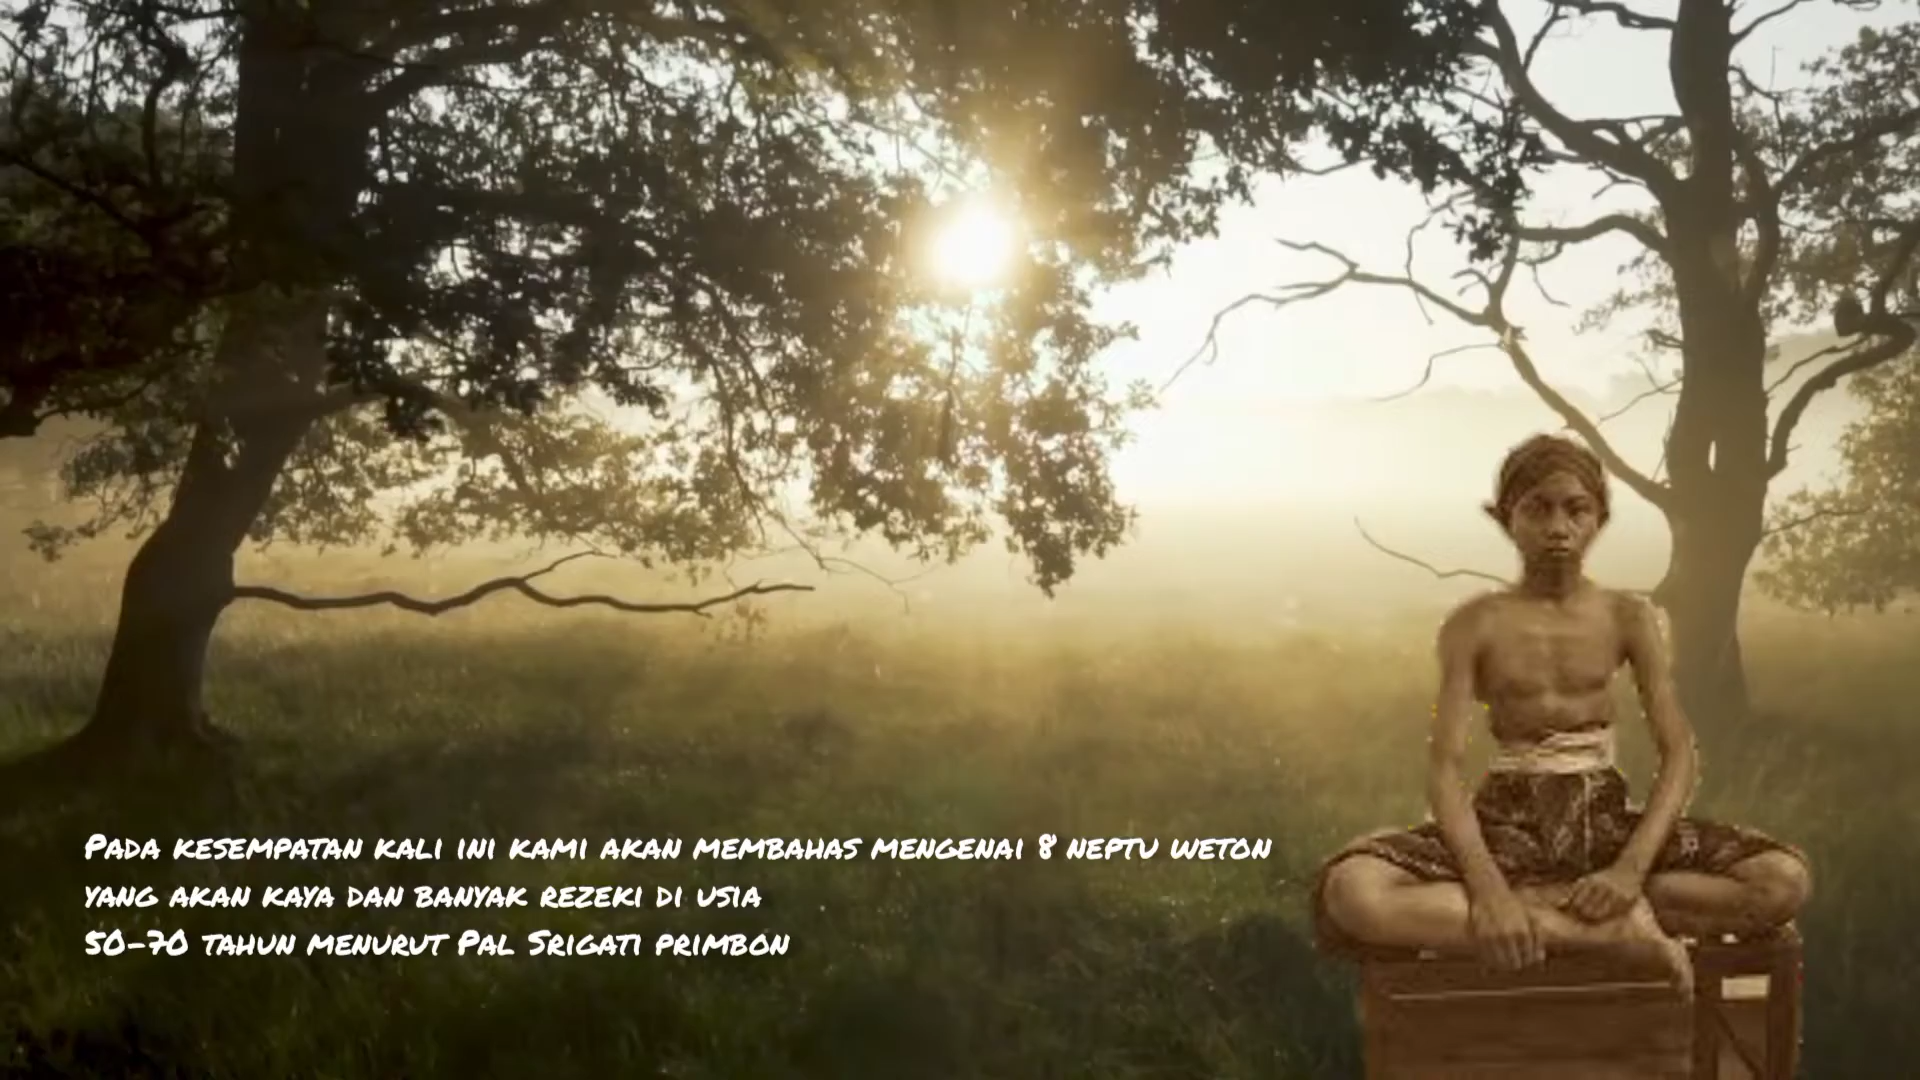 Pada kesempatan kali ini kami akan membahas mengenai 8 neptu weton
yang akan kaya dan banyak rezeki di usia
50-70 tahun menurut Pal Srigati primbon